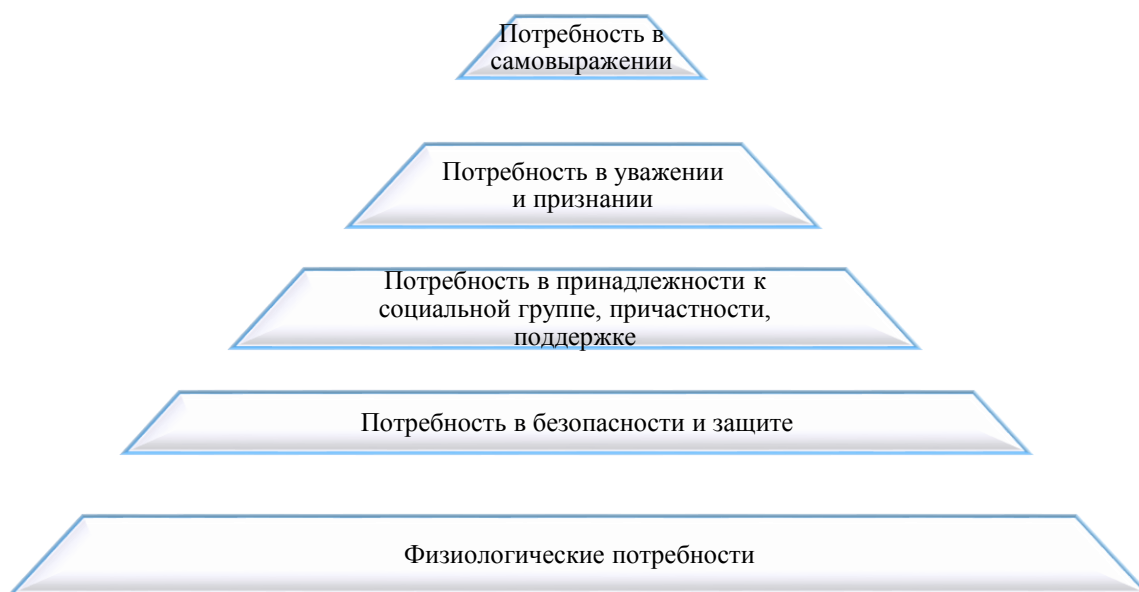 Потребность в
самовыражении
Потребность в уважении
и признании
Потребность в принадлежности к
социальной группе, причастности,
поддержке
Потребность в безопасности и защите
Физиологические потребности